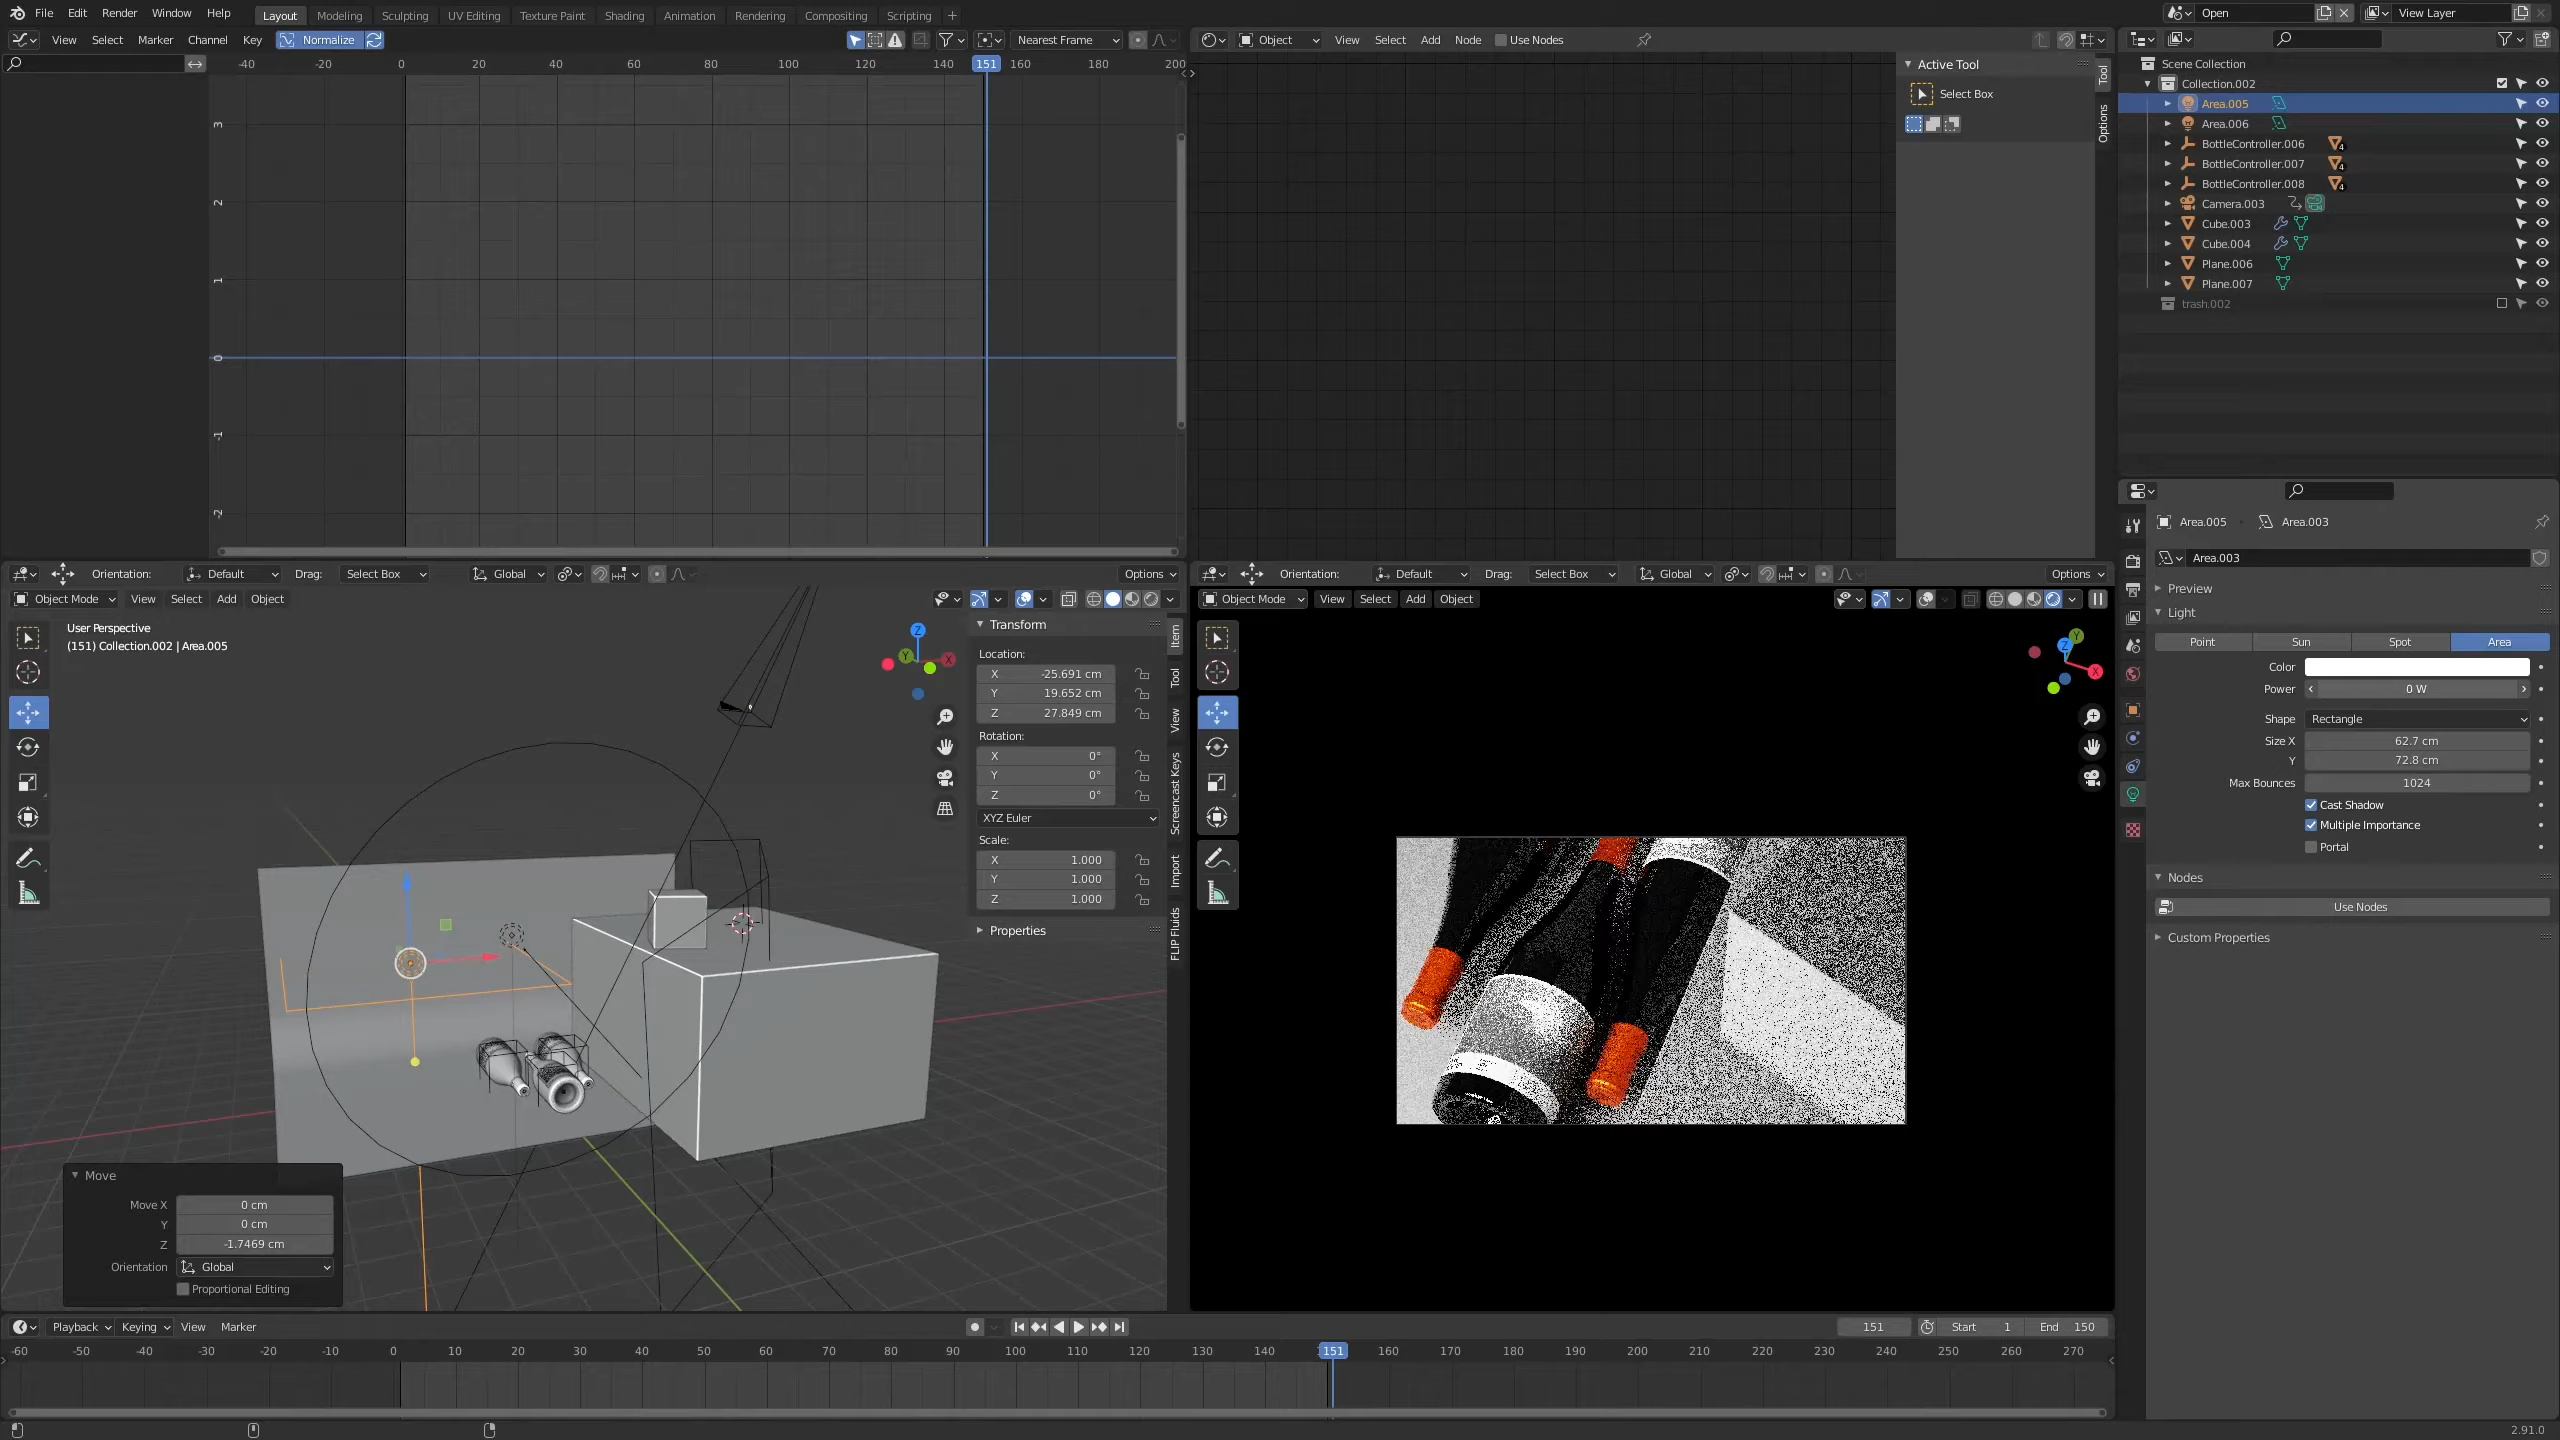 File Edit Render Window Help Layout Modeling Sculpting UV Editing Texture Paint Shading Animation Rendering Compositing Scripting + Open View Layer
View Select Marker Channel Key Normalize Nearest Frame
-40 -20 0 20 40 60 80 100 120 140 151 160 180 200
3
2
1
0
-1
-2
Object View Select Add Node Use Nodes
Active Tool
Select Box
Tool
Options
Scene Collection
Collection.002
Area.005
Area.006
BottleController.006 4
BottleController.007 4
BottleController.008 4
Camera.003
Cube.003
Cube.004
Plane.006
Plane.007
trash.002
Orientation: Default Drag: Select Box Global Options
Object Mode View Select Add Object
User Perspective
(151) Collection.002 | Area.005
Z
Y X
Transform
Location:
X -25.691 cm
Y 19.652 cm
Z 27.849 cm
Rotation:
X 0°
Y 0°
Z 0°
XYZ Euler
Scale:
X 1.000
Y 1.000
Z 1.000
Properties
Item
Tool
View
Screencast Keys
Import
FLIP Fluids
Move
Move X 0 cm
Y 0 cm
Z -1.7469 cm
Orientation Global
Proportional Editing
Orientation: Default Drag: Select Box Global Options
Object Mode View Select Add Object
Y
Z
X
Area.005 Area.003
Area.003
Preview
Light
Point Sun Spot Area
Color
Power 0 W
Shape Rectangle
Size X 62.7 cm
Y 72.8 cm
Max Bounces 1024
Cast Shadow
Multiple Importance
Portal
Nodes
Use Nodes
Custom Properties
Playback Keying View Marker 151 Start 1 End 150
-60 -50 -40 -30 -20 -10 0 10 20 30 40 50 60 70 80 90 100 110 120 130 140 151 160 170 180 190 200 210 220 230 240 250 260 270
2.91.0